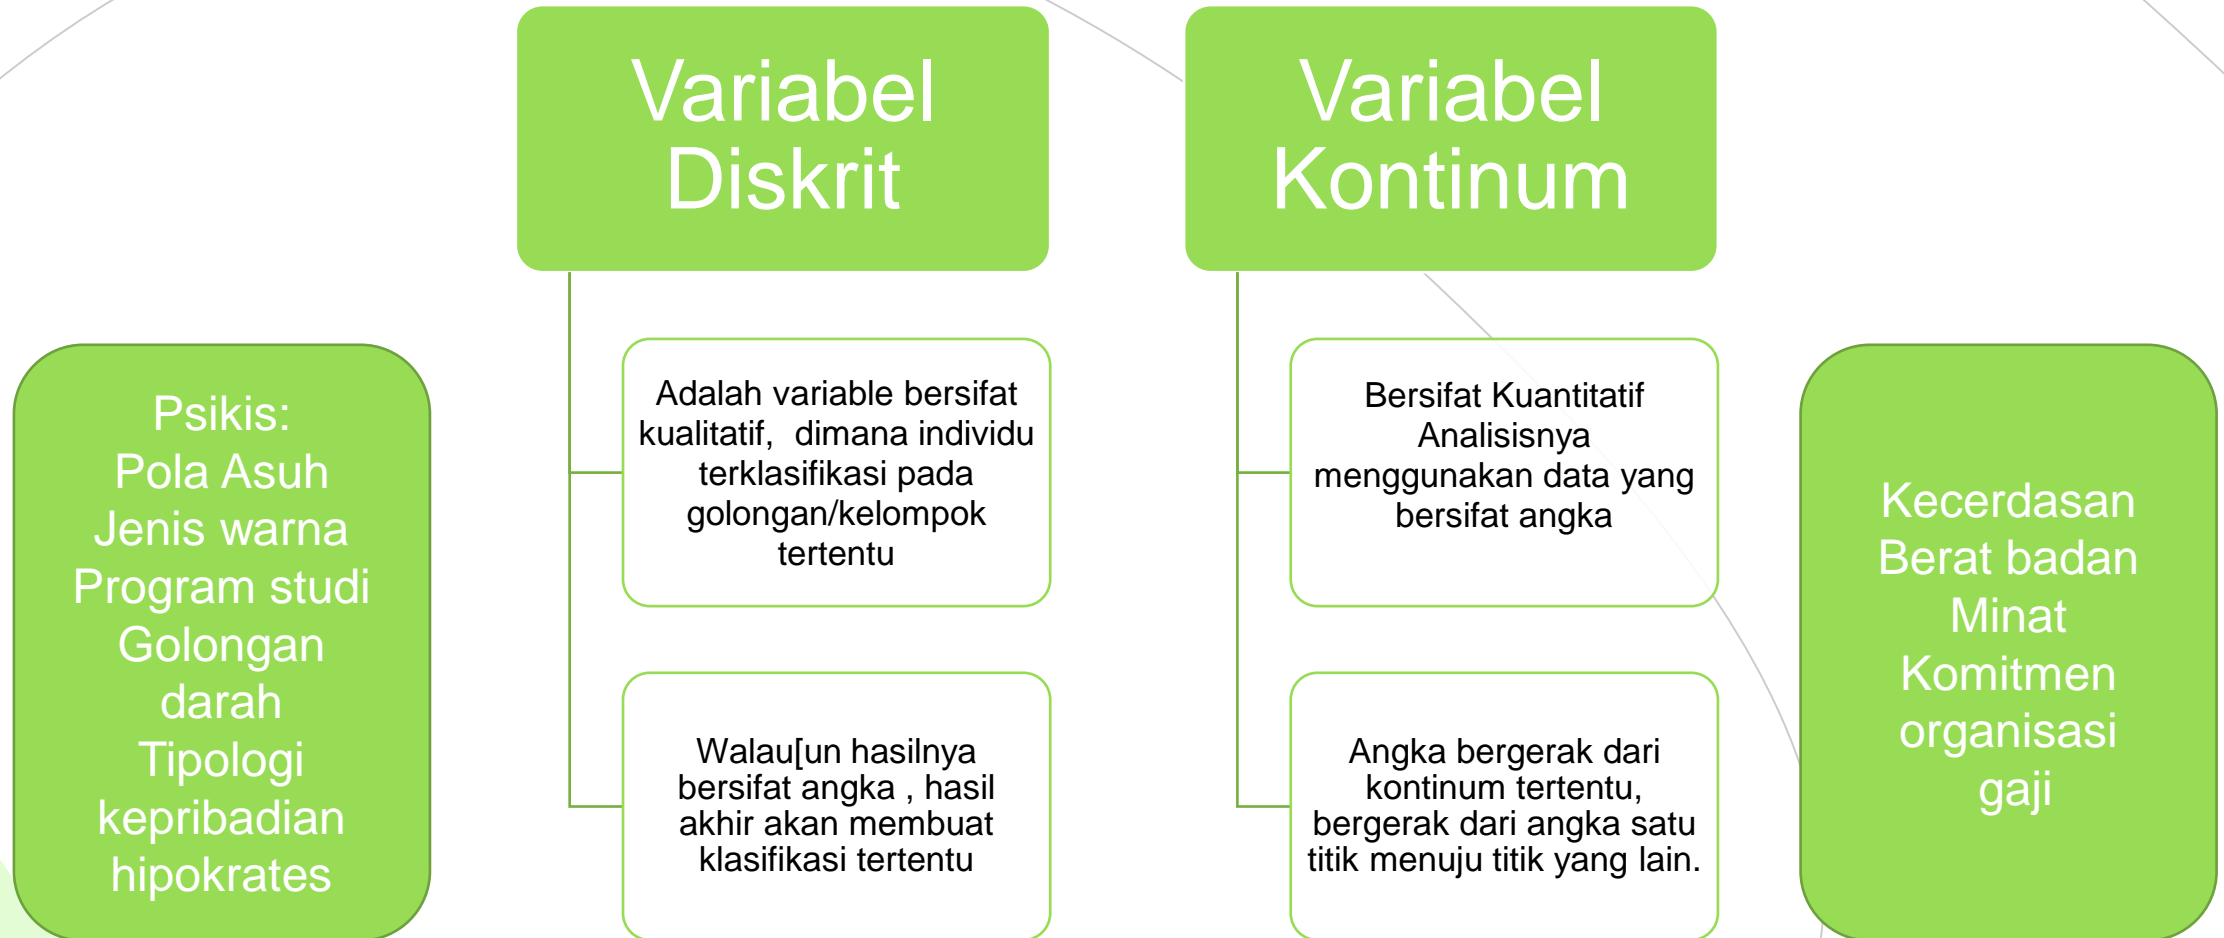 Variabel
Diskrit
Variabel
Kontinum
Psikis:
Pola Asuh
Jenis warna
Program studi
Golongan
darah
Tipologi
kepribadian
hipokrates
Adalah variable bersifat
kualitatif,  dimana individu
terklasifikasi pada
golongan/kelompok
tertentu
Walau[un hasilnya
bersifat angka , hasil
akhir akan membuat
klasifikasi tertentu
Bersifat Kuantitatif
Analisisnya
menggunakan data yang
bersifat angka
Angka bergerak dari
kontinum tertentu,
bergerak dari angka satu
titik menuju titik yang lain.
Kecerdasan
Berat badan
Minat
Komitmen
organisasi
gaji